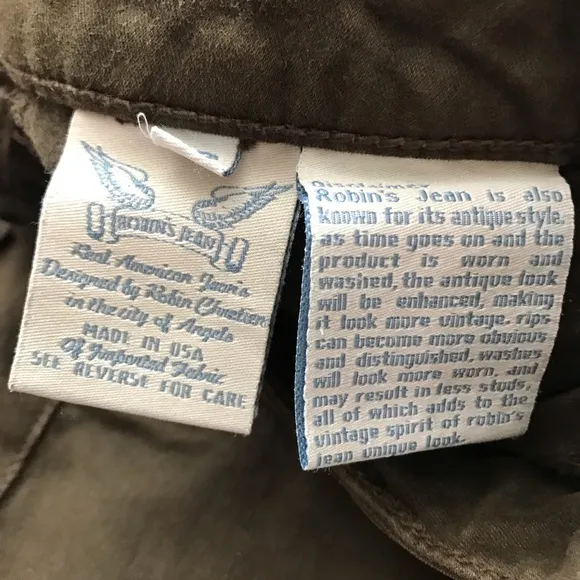 ROBIN'S JEAN
Real American Jean's
Designed by Robin Chretien
in the city of Angels
MADE IN USA
Of Imported Fabric
SEE REVERSE FOR CARE
Disclaimer
Robin's Jean is also
known for its antique style.
as time goes on and the
product is worn and
washed, the antique look
will be enhanced, making
it look more vintage. rips
can become more obvious
and distinguished, washes
will look more worn, and
may result in less studs,
all of which adds to the
vintage spirit of robin's
jean unique look.